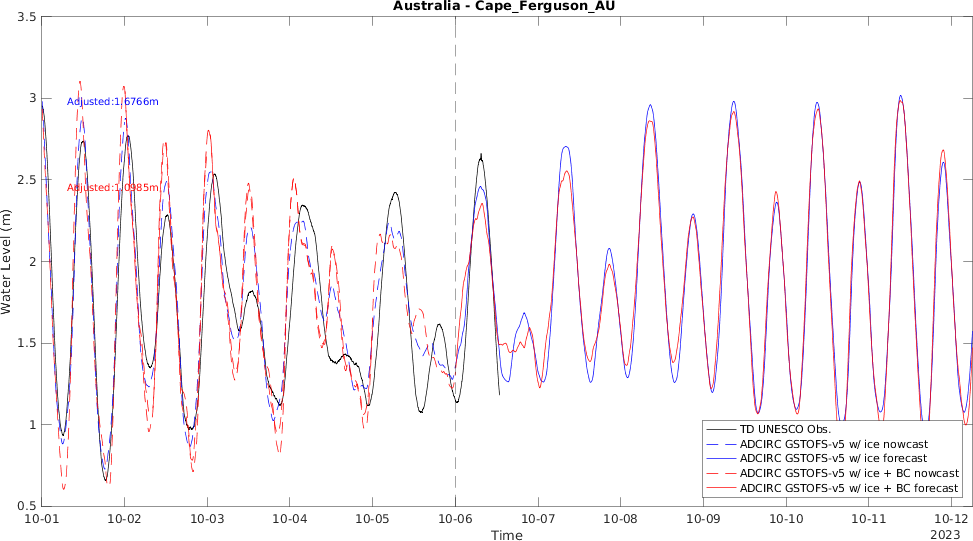 Australia - Cape_Ferguson_AU
3.5
3
2.5
2
1.5
1
0.5
Water Level (m)
Adjusted:1.6766m
Adjusted:1.0985m
TD UNESCO Obs.
ADCIRC GSTOFS-v5 w/ ice nowcast
ADCIRC GSTOFS-v5 w/ ice forecast
ADCIRC GSTOFS-v5 w/ ice + BC nowcast
ADCIRC GSTOFS-v5 w/ ice + BC forecast
10-01 10-02 10-03 10-04 10-05 10-06 10-07 10-08 10-09 10-10 10-11 10-12
Time
2023